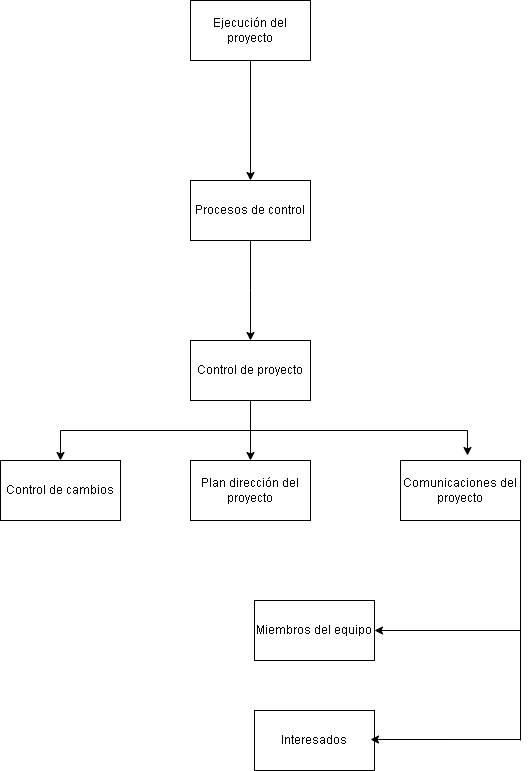 Ejecución del
proyecto
Procesos de control
Control de proyecto
Control de cambios
Plan dirección del
proyecto
Comunicaciones del
proyecto
Miembros del equipo
Interesados